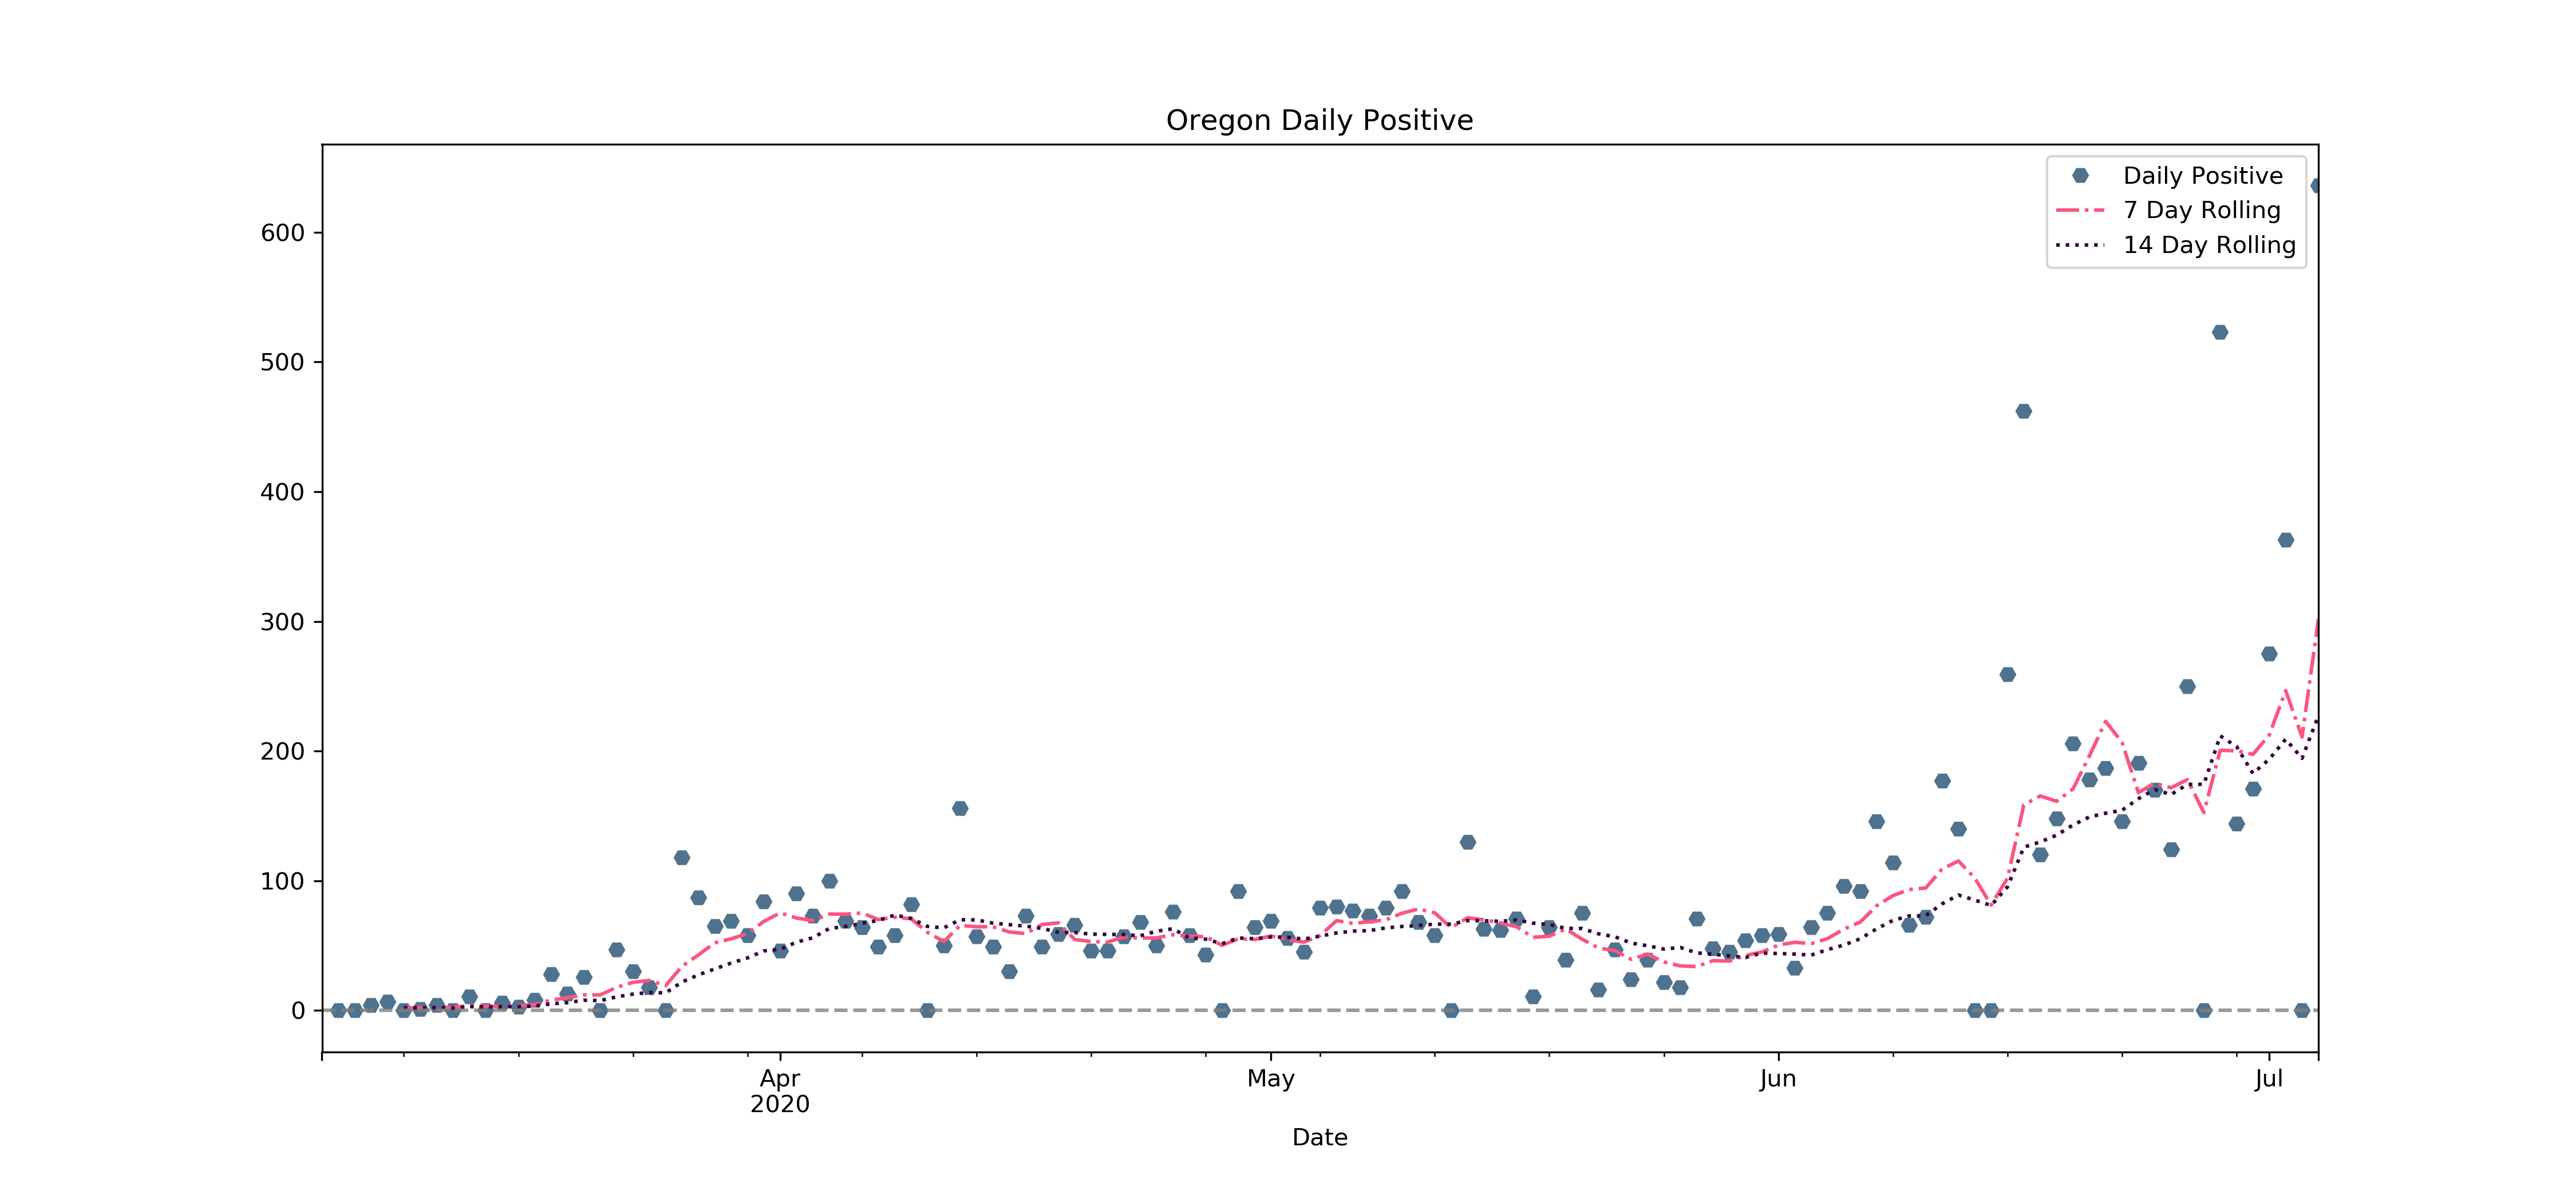 Oregon Daily Positive
Daily Positive
7 Day Rolling
14 Day Rolling
600
500
400
300
200
100
0
Apr
2020
May
Jun
Jul
Date